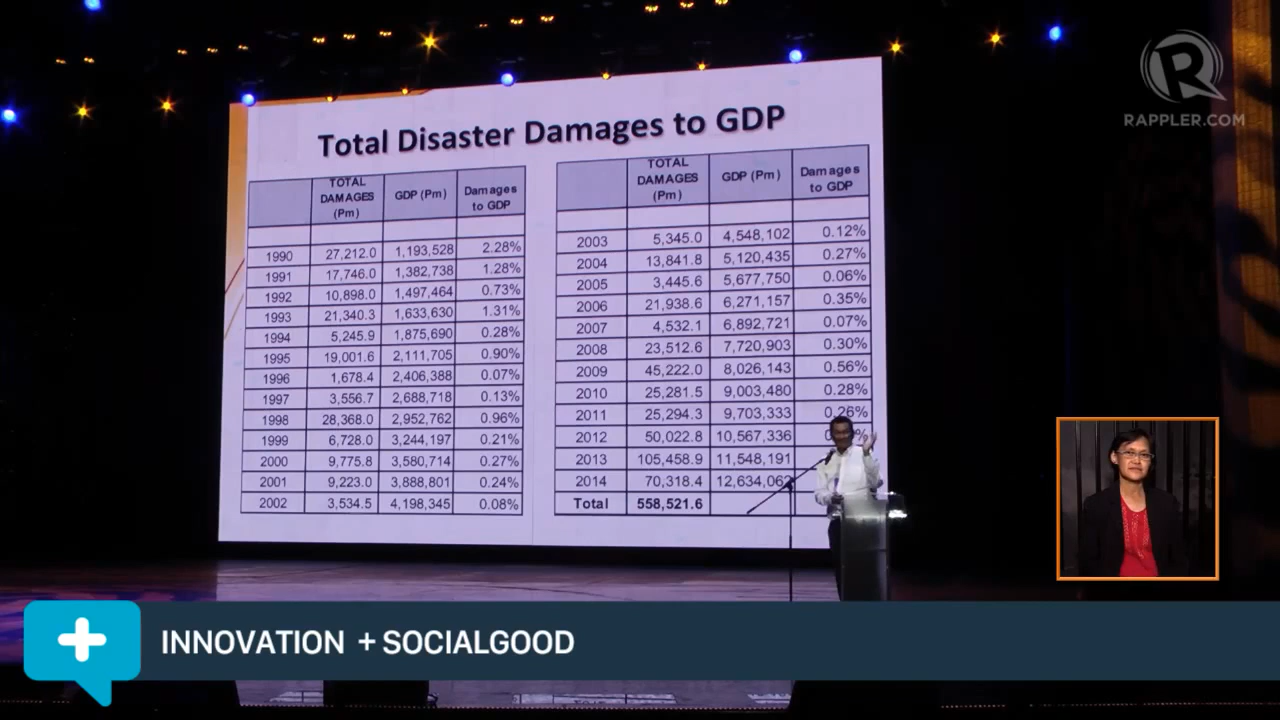 R
RAPPLER.COM
Total Disaster Damages to GDP
TOTAL DAMAGES (Pm) GDP (Pm) Damages to GDP
1990 27,212.0 1,193,528 2.28%
1991 17,746.0 1,382,738 1.28%
1992 10,898.0 1,497,464 0.73%
1993 21,340.3 1,633,630 1.31%
1994 5,245.9 1,875,690 0.28%
1995 19,001.6 2,111,705 0.90%
1996 1,678.4 2,406,388 0.07%
1997 3,556.7 2,688,718 0.13%
1998 28,368.0 2,952,762 0.96%
1999 6,728.0 3,244,197 0.21%
2000 9,775.8 3,580,714 0.27%
2001 9,223.0 3,888,801 0.24%
2002 3,534.5 4,198,345 0.08%
TOTAL DAMAGES (Pm) GDP (Pm) Damages to GDP
2003 5,345.0 4,548,102 0.12%
2004 13,841.8 5,120,435 0.27%
2005 3,445.6 5,677,750 0.06%
2006 21,938.6 6,271,157 0.35%
2007 4,532.1 6,892,721 0.07%
2008 23,512.6 7,720,903 0.30%
2009 45,222.0 8,026,143 0.56%
2010 25,281.5 9,003,480 0.28%
2011 25,294.3 9,703,333 0.26%
2012 50,022.8 10,567,336
2013 105,458.9 11,548,191
2014 70,318.4 12,634,062
Total 558,521.6
INNOVATION + SOCIALGOOD